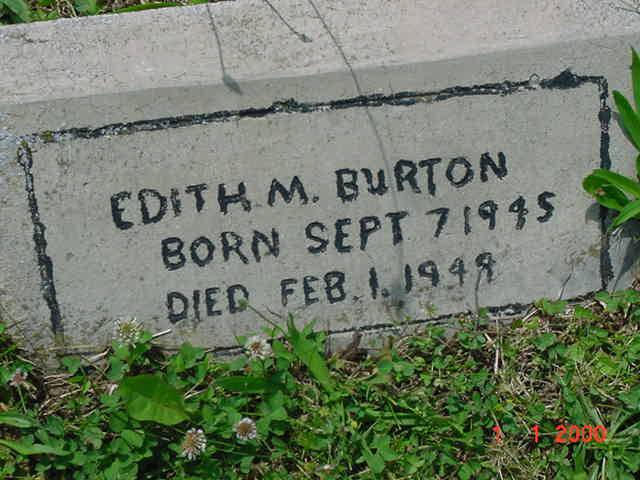 EDITH M. BURTON
BORN SEPT 7 1945
DIED FEB. 1. 1949
1 1 2000